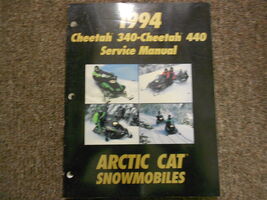 1994
Cheetah 340-Cheetah 440
Service Manual
ARCTIC CAT
SNOWMOBILES